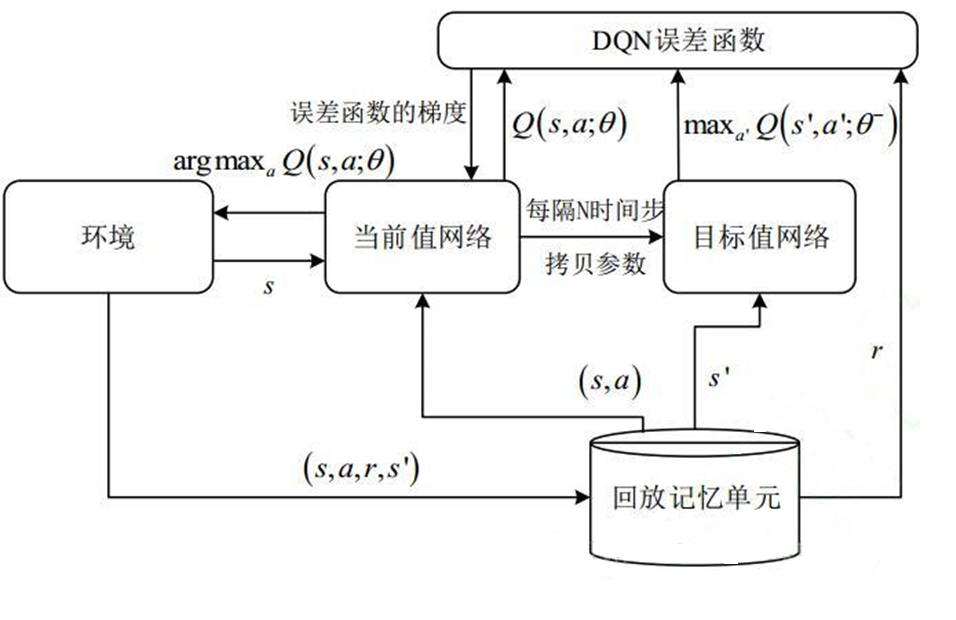 DQN误差函数
误差函数的梯度
Q(s,a;θ)
max_{a'} Q(s',a';θ⁻)
arg max_a Q(s,a;θ)
环境
当前值网络
每隔N时间步
拷贝参数
目标值网络
s
r
(s,a)
s'
(s,a,r,s')
回放记忆单元